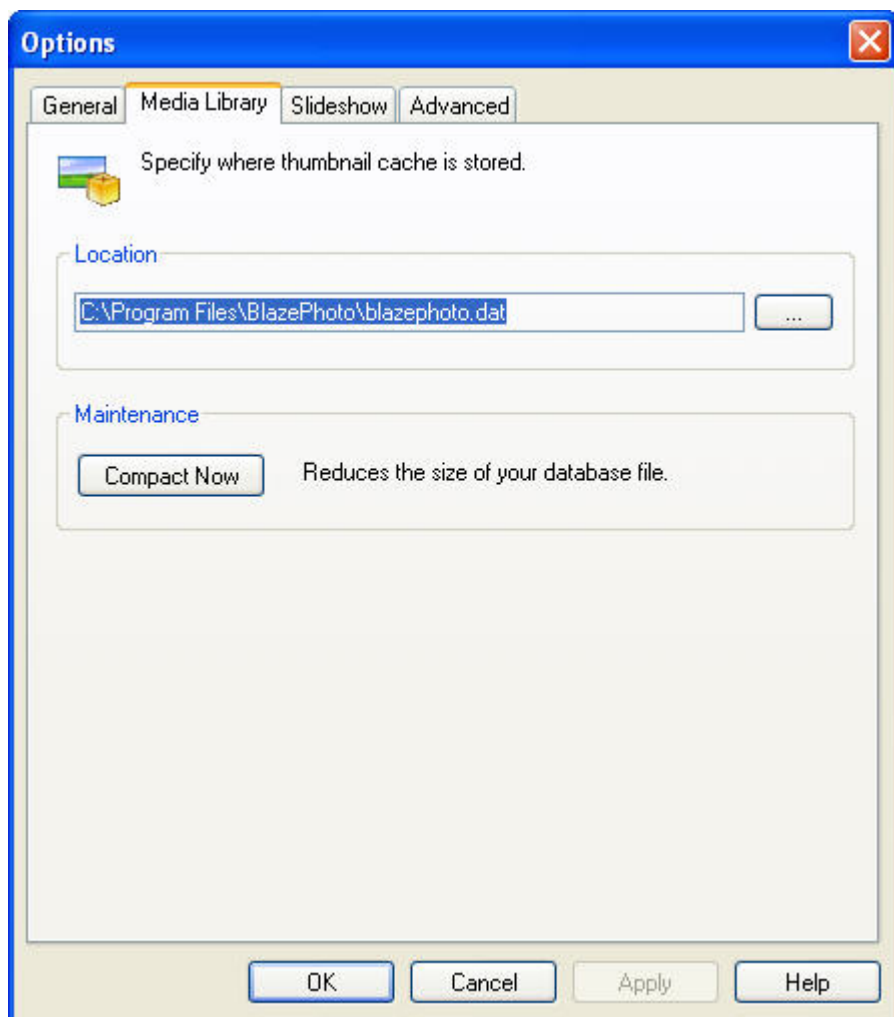 Options
General Media Library Slideshow Advanced
Specify where thumbnail cache is stored.
Location
C:\Program Files\BlazePhoto\blazephoto.dat
...
Maintenance
Compact Now Reduces the size of your database file.
OK Cancel Apply Help